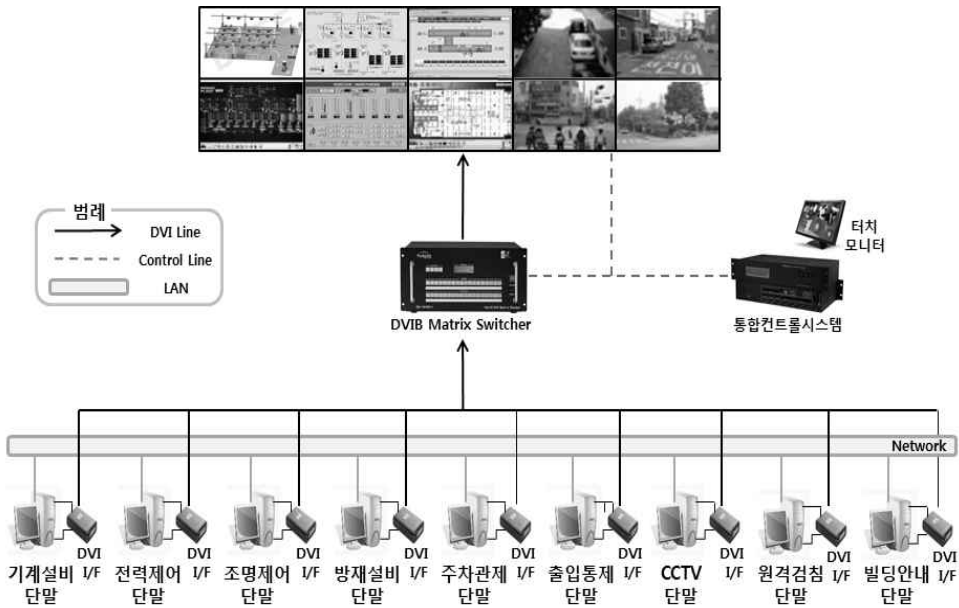 범례
DVI Line
Control Line
LAN
터치
모니터
DVIB Matrix Switcher
통합컨트롤시스템
Network
기계설비
단말
DVI
I/F
전력제어
단말
DVI
I/F
조명제어
단말
DVI
I/F
방재설비
단말
DVI
I/F
주차관제
단말
DVI
I/F
출입통제
단말
DVI
I/F
CCTV
단말
DVI
I/F
원격검침
단말
DVI
I/F
빌딩안내
단말
DVI
I/F